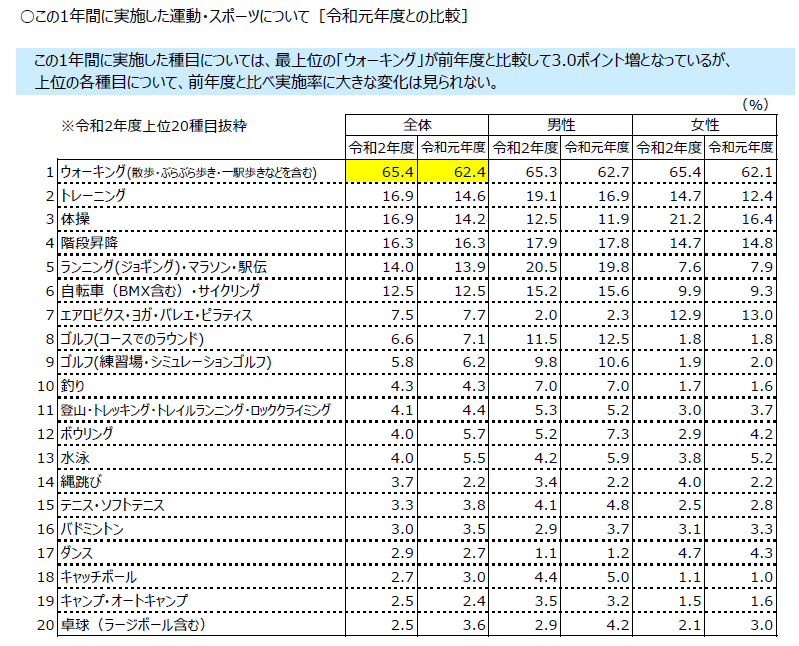 ○この1年間に実施した運動・スポーツについて［令和元年度との比較］
この1年間に実施した種目については、最上位の「ウォーキング」が前年度と比較して3.0ポイント増となっているが、
上位の各種目について、前年度と比べ実施率に大きな変化は見られない。
（％）
※令和2年度上位20種目抜粋 全体 男性 女性
令和2年度 令和元年度 令和2年度 令和元年度 令和2年度 令和元年度
1 ウォーキング(散歩・ぶらぶら歩き・一駅歩きなどを含む) 65.4 62.4 65.3 62.7 65.4 62.1
2 トレーニング 16.9 14.6 19.1 16.9 14.7 12.4
3 体操 16.9 14.2 12.5 11.9 21.2 16.4
4 階段昇降 16.3 16.3 17.9 17.8 14.7 14.8
5 ランニング(ジョギング)・マラソン・駅伝 14.0 13.9 20.5 19.8 7.6 7.9
6 自転車（BMX含む）・サイクリング 12.5 12.5 15.2 15.6 9.9 9.3
7 エアロビクス・ヨガ・バレエ・ピラティス 7.5 7.7 2.0 2.3 12.9 13.0
8 ゴルフ(コースでのラウンド) 6.6 7.1 11.5 12.5 1.8 1.8
9 ゴルフ(練習場・シミュレーションゴルフ) 5.8 6.2 9.8 10.6 1.9 2.0
10 釣り 4.3 4.3 7.0 7.0 1.7 1.6
11 登山・トレッキング・トレイルランニング・ロッククライミング 4.1 4.4 5.3 5.2 3.0 3.7
12 ボウリング 4.0 5.7 5.2 7.3 2.9 4.2
13 水泳 4.0 5.5 4.2 5.9 3.8 5.2
14 縄跳び 3.7 2.2 3.4 2.2 4.0 2.2
15 テニス・ソフトテニス 3.3 3.8 4.1 4.8 2.5 2.8
16 バドミントン 3.0 3.5 2.9 3.7 3.1 3.3
17 ダンス 2.9 2.7 1.1 1.2 4.7 4.3
18 キャッチボール 2.7 3.0 4.4 5.0 1.1 1.0
19 キャンプ・オートキャンプ 2.5 2.4 3.5 3.2 1.5 1.6
20 卓球（ラージボール含む） 2.5 3.6 2.9 4.2 2.1 3.0